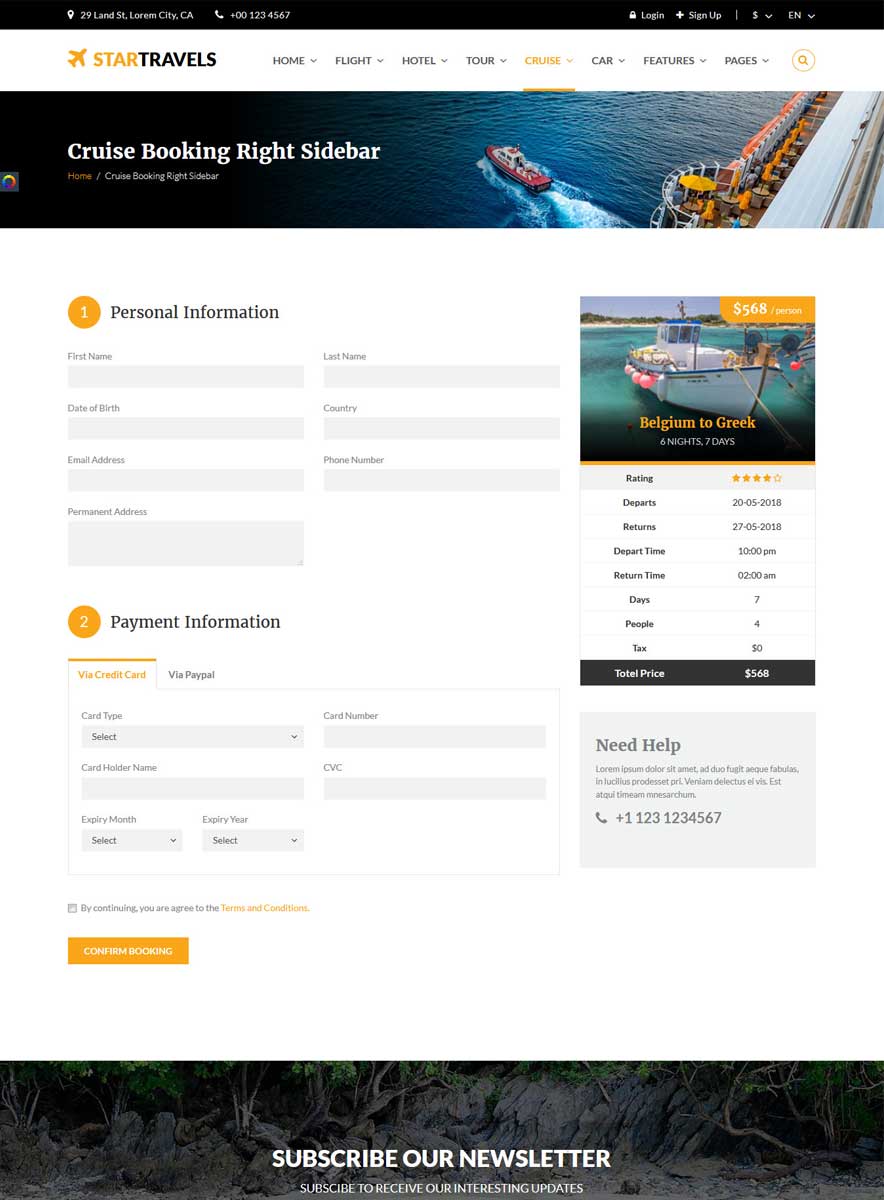 29 Land St, Lorem City, CA +00 123 4567 Login Sign Up | $ EN
STARTRAVELS HOME FLIGHT HOTEL TOUR CRUISE CAR FEATURES PAGES
Cruise Booking Right Sidebar
Home / Cruise Booking Right Sidebar
1 Personal Information
First Name Last Name
Date of Birth Country
Email Address Phone Number
Permanent Address
2 Payment Information
Via Credit Card Via Paypal
Card Type Card Number
Select
Card Holder Name CVC
Expiry Month Expiry Year
Select Select
By continuing, you are agree to the Terms and Conditions.
CONFIRM BOOKING
$568 / person
Belgium to Greek
6 NIGHTS, 7 DAYS
Rating
Departs 20-05-2018
Returns 27-05-2018
Depart Time 10:00 pm
Return Time 02:00 am
Days 7
People 4
Tax $0
Totel Price $568
Need Help
Lorem ipsum dolor sit amet, ad duo fugit aeque fabulas,
in lucilius prodesset pri. Veniam delectus ei vis. Est
atqui timeam mnesarchum.
+1 123 1234567
SUBSCRIBE OUR NEWSLETTER
SUBSCIBE TO RECEIVE OUR INTERESTING UPDATES